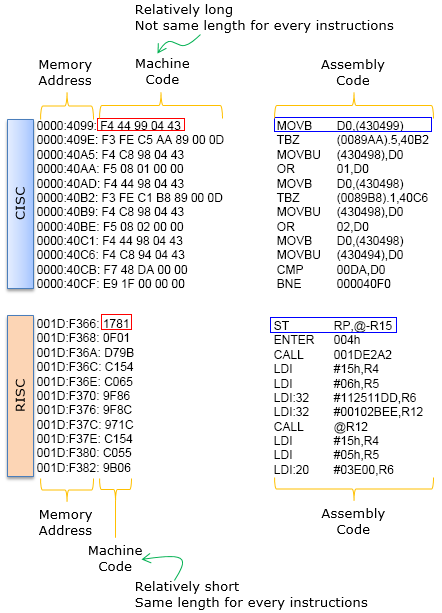 Relatively long
Not same length for every instructions
Memory Address
Machine Code
Assembly Code
CISC
0000:4099: F4 44 99 04 43 MOVB D0,(430499)
0000:409E: F3 FE C5 AA 89 00 0D TBZ (0089AA).5,40B2
0000:40A5: F4 C8 98 04 43 MOVBU (430498),D0
0000:40AA: F5 08 01 00 00 OR 01,D0
0000:40AD: F4 44 98 04 43 MOVB D0,(430498)
0000:40B2: F3 FE C1 B8 89 00 0D TBZ (0089B8).1,40C6
0000:40B9: F4 C8 98 04 43 MOVBU (430498),D0
0000:40BE: F5 08 02 00 00 OR 02,D0
0000:40C1: F4 44 98 04 43 MOVB D0,(430498)
0000:40C6: F4 C8 94 04 43 MOVBU (430494),D0
0000:40CB: F7 48 DA 00 00 CMP 00DA,D0
0000:40CF: E9 1F 00 00 00 BNE 000040F0
RISC
001D:F366: 1781 ST RP,@-R15
001D:F368: 0F01 ENTER 004h
001D:F36A: D79B CALL 001DE2A2
001D:F36C: C154 LDI #15h,R4
001D:F36E: C065 LDI #06h,R5
001D:F370: 9F86 LDI:32 #112511DD,R6
001D:F376: 9F8C LDI:32 #00102BEE,R12
001D:F37C: 971C CALL @R12
001D:F37E: C154 LDI #15h,R4
001D:F380: C055 LDI #05h,R5
001D:F382: 9B06 LDI:20 #03E00,R6
Memory Address
Machine Code
Assembly Code
Relatively short
Same length for every instructions